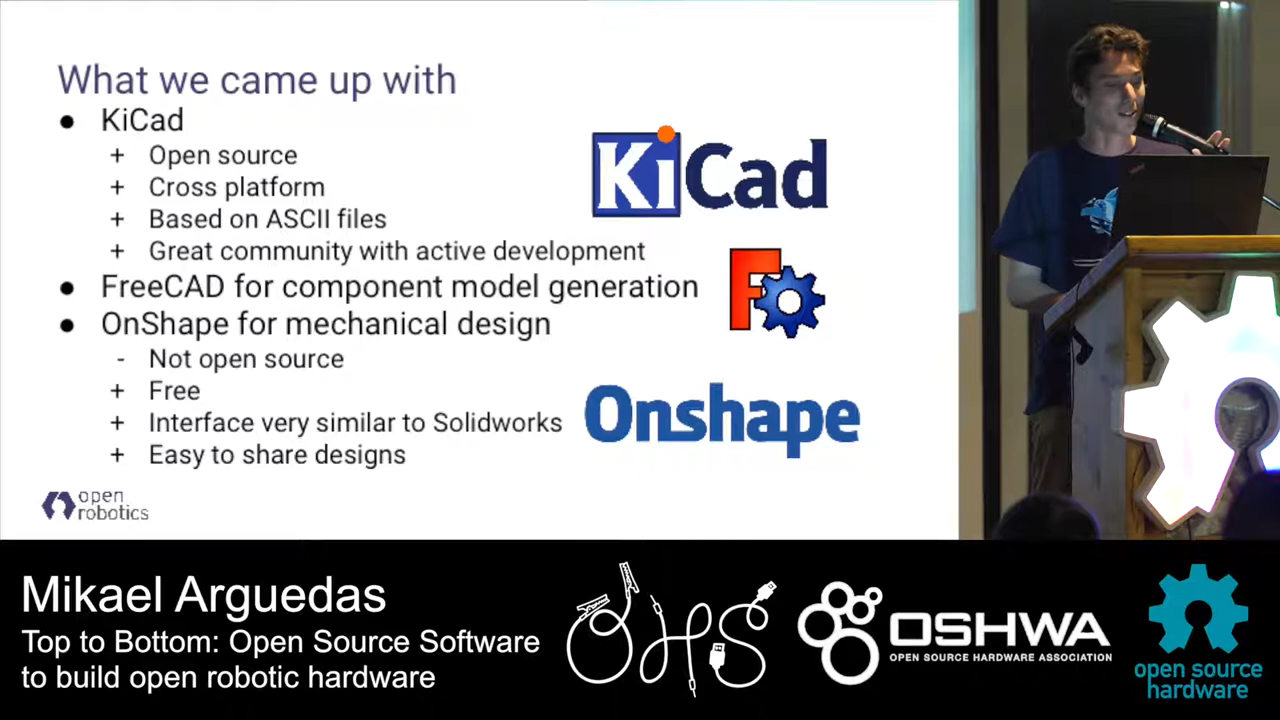 What we came up with
● KiCad
+ Open source
+ Cross platform
+ Based on ASCII files
+ Great community with active development
● FreeCAD for component model generation
● OnShape for mechanical design
- Not open source
+ Free
+ Interface very similar to Solidworks
+ Easy to share designs
KiCad
F
Onshape
open
robotics
Mikael Arguedas
Top to Bottom: Open Source Software
to build open robotic hardware
OHS
OSHWA
OPEN SOURCE HARDWARE ASSOCIATION
open source
hardware